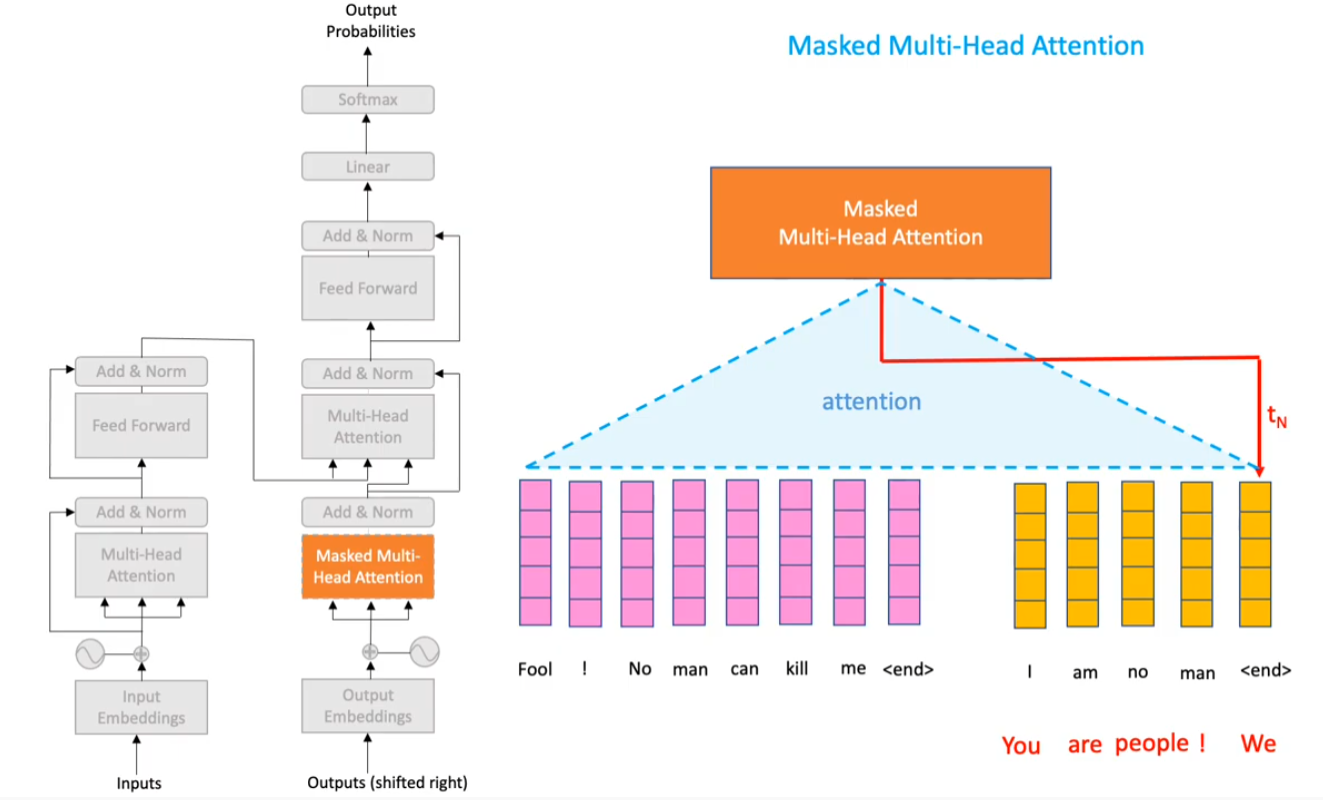 Output
Probabilities
Softmax
Linear
Add & Norm
Feed Forward
Add & Norm
Multi-Head
Attention
Add & Norm
Masked Multi-
Head Attention
Output
Embeddings
Outputs (shifted right)
Add & Norm
Feed Forward
Add & Norm
Multi-Head
Attention
Input
Embeddings
Inputs
Masked Multi-Head Attention
Masked
Multi-Head Attention
attention
tN
Fool ! No man can kill me <end>
I am no man <end>
You are people ! We